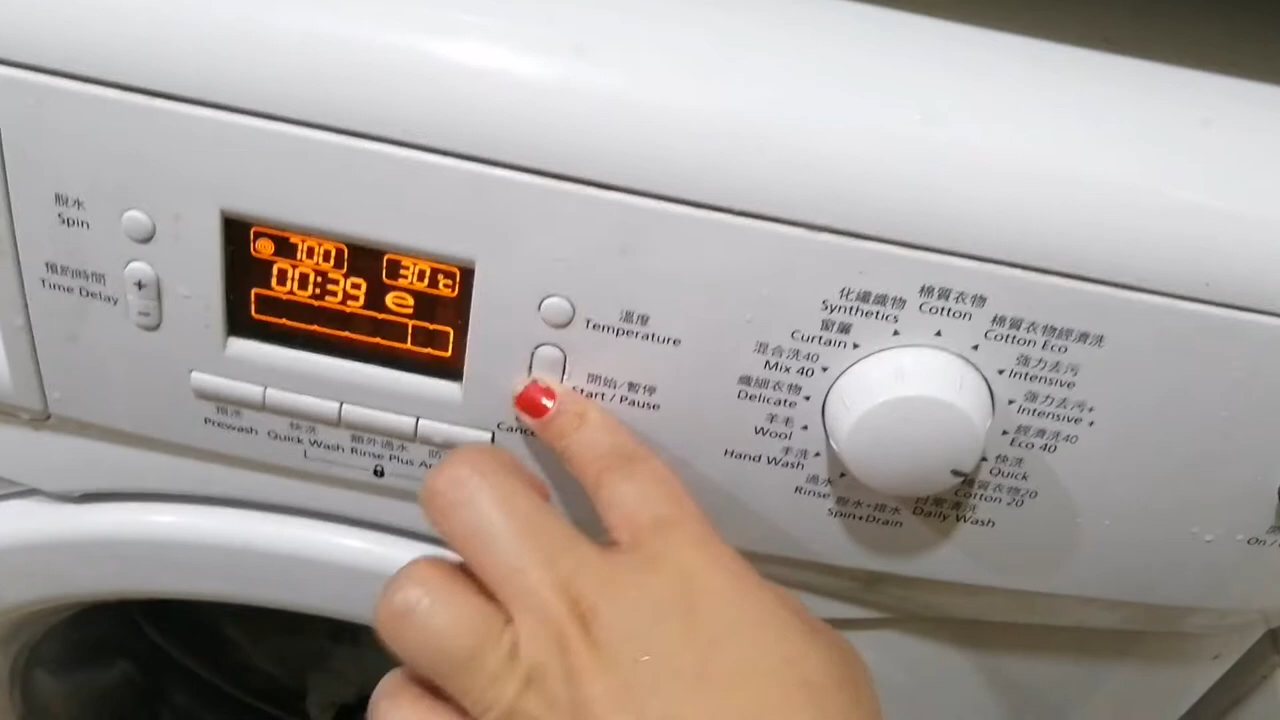 脫水
Spin
預約時間
Time Delay
700
30 °c
00:39 e
溫度
Temperature
開始/暫停
Start / Pause
Cance
預洗
Prewash
快洗
Quick Wash
額外過水
Rinse Plus
防
化纖織物
Synthetics
棉質衣物
Cotton
棉質衣物經濟洗
Cotton Eco
強力去污
Intensive
強力去污+
Intensive +
經濟洗40
Eco 40
快洗
Quick
棉質衣物20
Cotton 20
日常清洗
Daily Wash
脫水+排水
Spin+Drain
過水
Rinse
手洗
Hand Wash
羊毛
Wool
纖細衣物
Delicate
混合洗40
Mix 40
窗簾
Curtain
On /